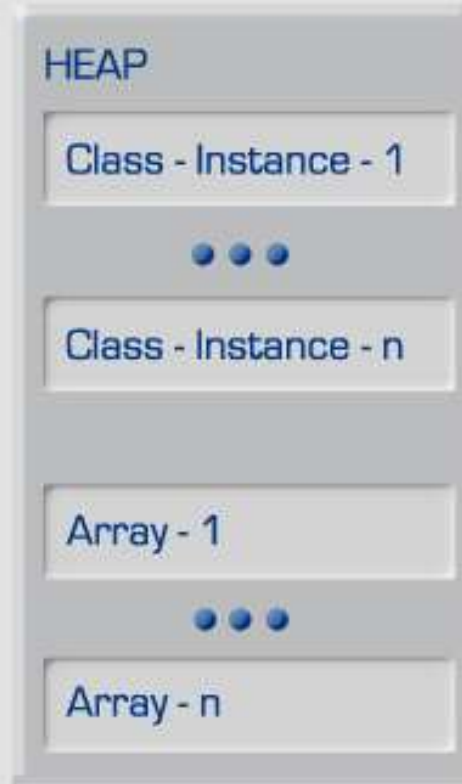 HEAP
Class - Instance - 1
Class - Instance - n
Array - 1
Array - n